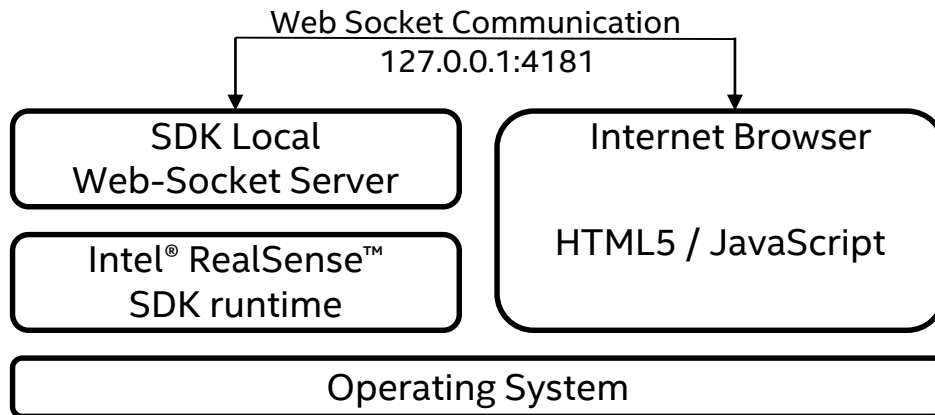 Web Socket Communication
127.0.0.1:4181
SDK Local
Web-Socket Server
Internet Browser
HTML5 / JavaScript
Intel® RealSense™
SDK runtime
Operating System